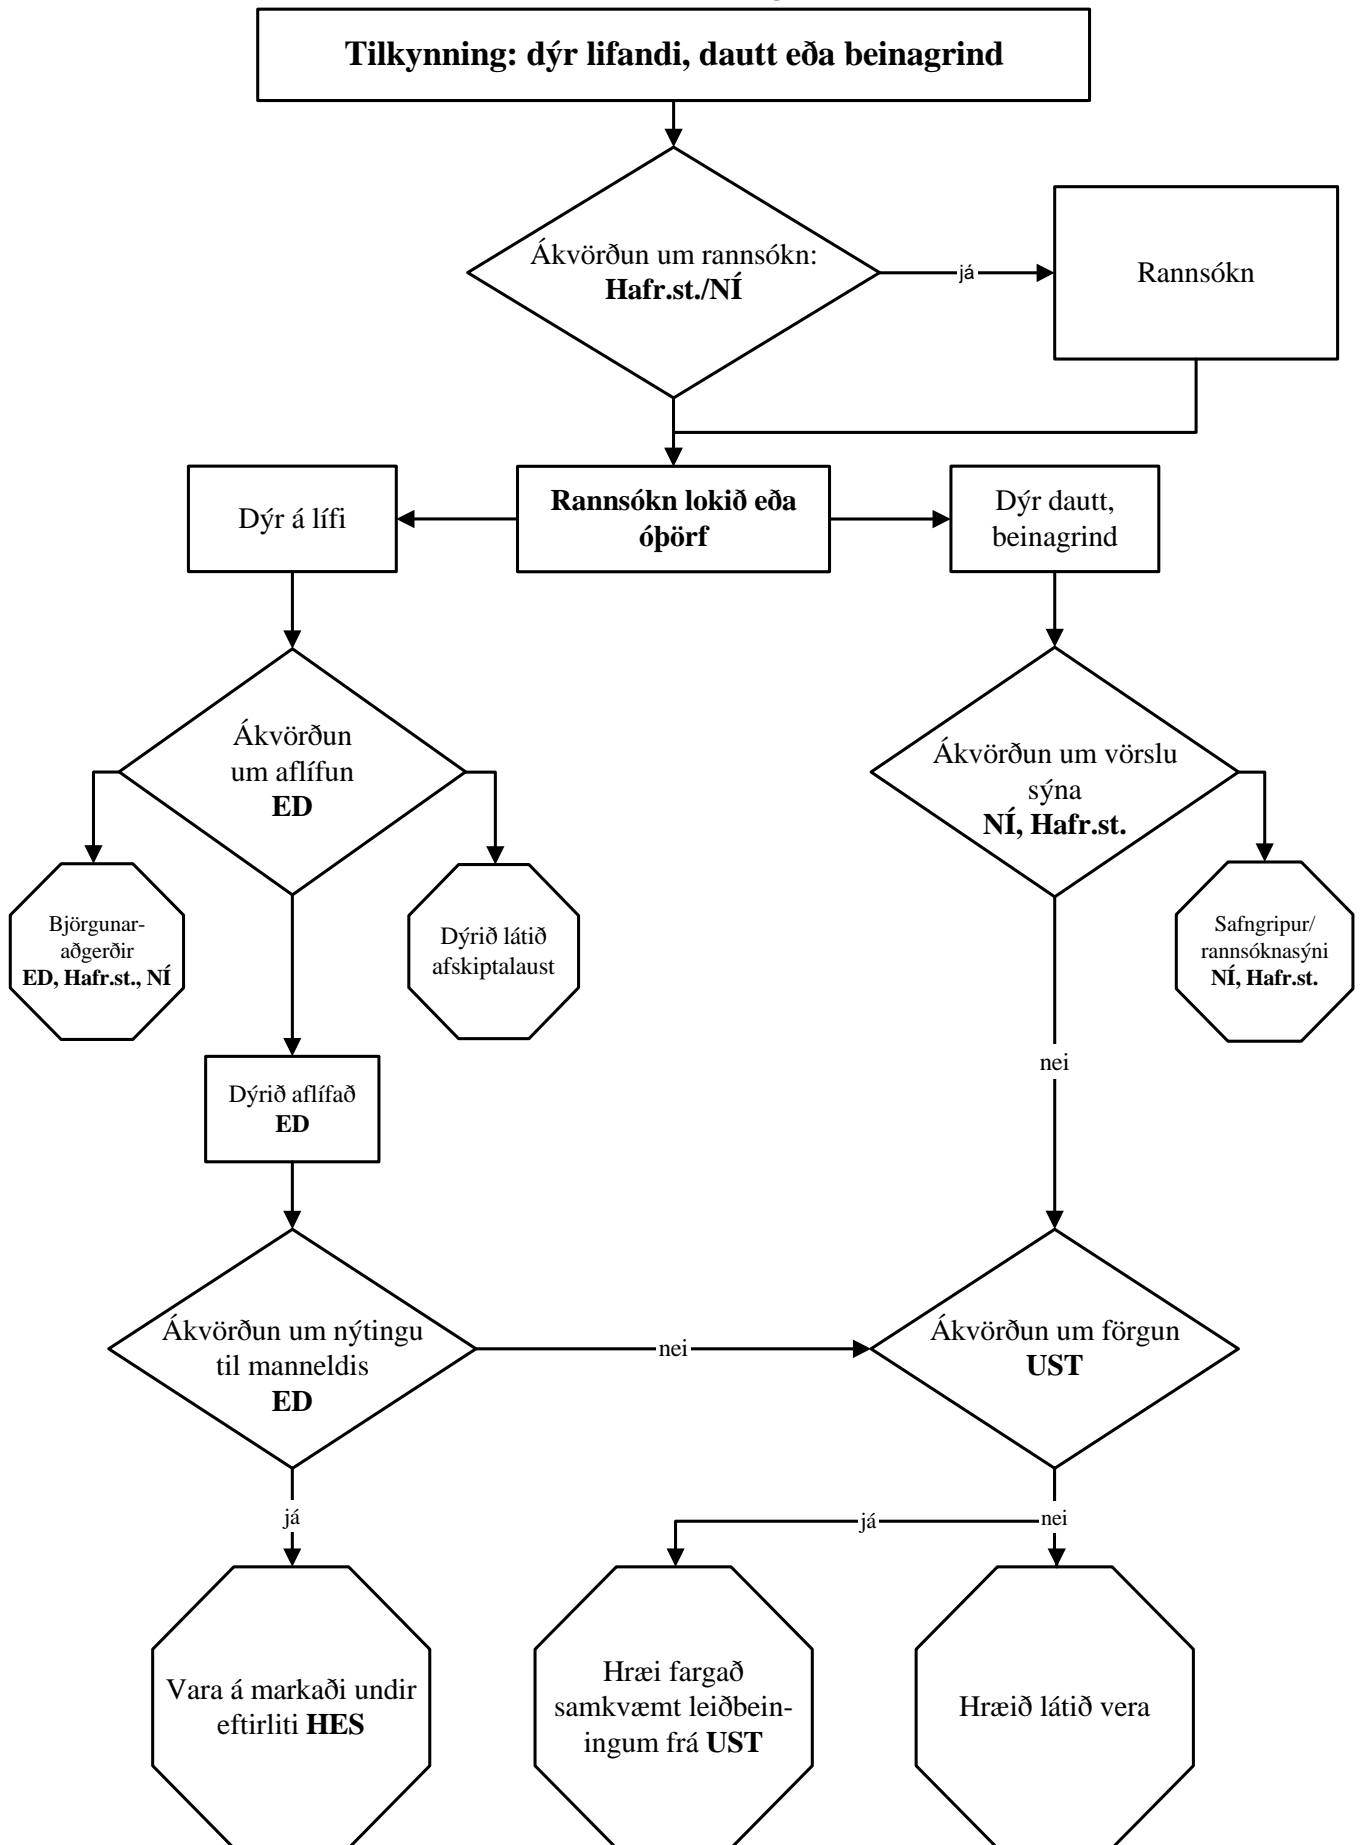 Tilkynning: dýr lifandi, dautt eða beinagrind
Ákvörðun um rannsókn:
Hafr.st./NÍ
já
Rannsókn
Dýr á lífi
Rannsókn lokið eða
óþörf
Dýr dautt,
beinagrind
Ákvörðun
um aflífun
ED
Ákvörðun um vörslu
sýna
NÍ, Hafr.st.
Björgunar-
aðgerðir
ED, Hafr.st., NÍ
Dýrið látið
afskiptalaust
Safngripur/
rannsóknasýni
NÍ, Hafr.st.
nei
Dýrið aflífað
ED
Ákvörðun um nýtingu
til manneldis
ED
nei
Ákvörðun um förgun
UST
já
já
nei
Vara á markaði undir
eftirliti HES
Hræi fargað
samkvæmt leiðbein-
ingum frá UST
Hræið látið vera